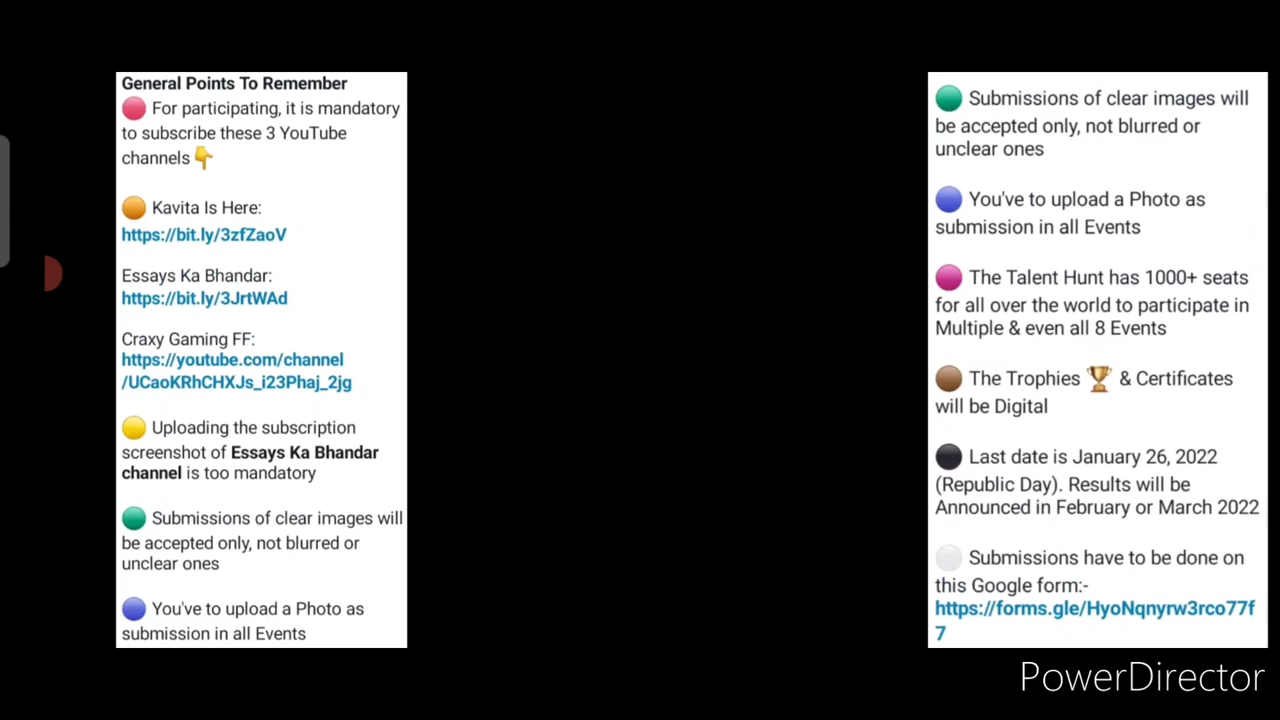 General Points To Remember
🔴 For participating, it is mandatory
to subscribe these 3 YouTube
channels👇
🟠 Kavita Is Here:
https://bit.ly/3zfZaoV
Essays Ka Bhandar:
https://bit.ly/3JrtWAd
Craxy Gaming FF:
https://youtube.com/channel
/UCaoKRhCHXJs_i23Phaj_2jg
🟡 Uploading the subscription
screenshot of Essays Ka Bhandar
channel is too mandatory
🟢 Submissions of clear images will
be accepted only, not blurred or
unclear ones
🔵 You've to upload a Photo as
submission in all Events
🟢 Submissions of clear images will
be accepted only, not blurred or
unclear ones
🔵 You've to upload a Photo as
submission in all Events
🟣 The Talent Hunt has 1000+ seats
for all over the world to participate in
Multiple & even all 8 Events
🟤 The Trophies 🏆 & Certificates
will be Digital
⚫ Last date is January 26, 2022
(Republic Day). Results will be
Announced in February or March 2022
⚪ Submissions have to be done on
this Google form:-
https://forms.gle/HyoNqnyrw3rco77f
7
PowerDirector